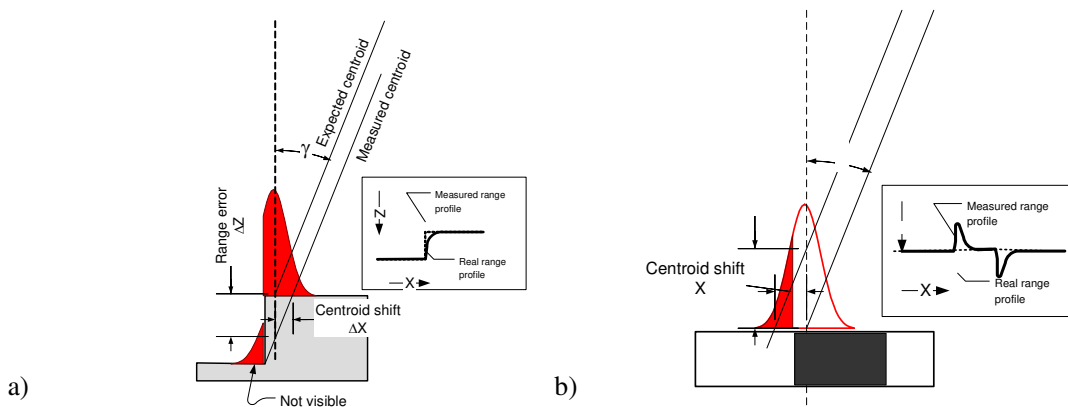 a)
Range error
ΔZ
γ
Expected centroid
Measured centroid
Centroid shift
ΔX
Not visible
Z
Measured range
profile
Real range
profile
X
b)
Centroid shift
X
Measured range
profile
Real range
profile
X